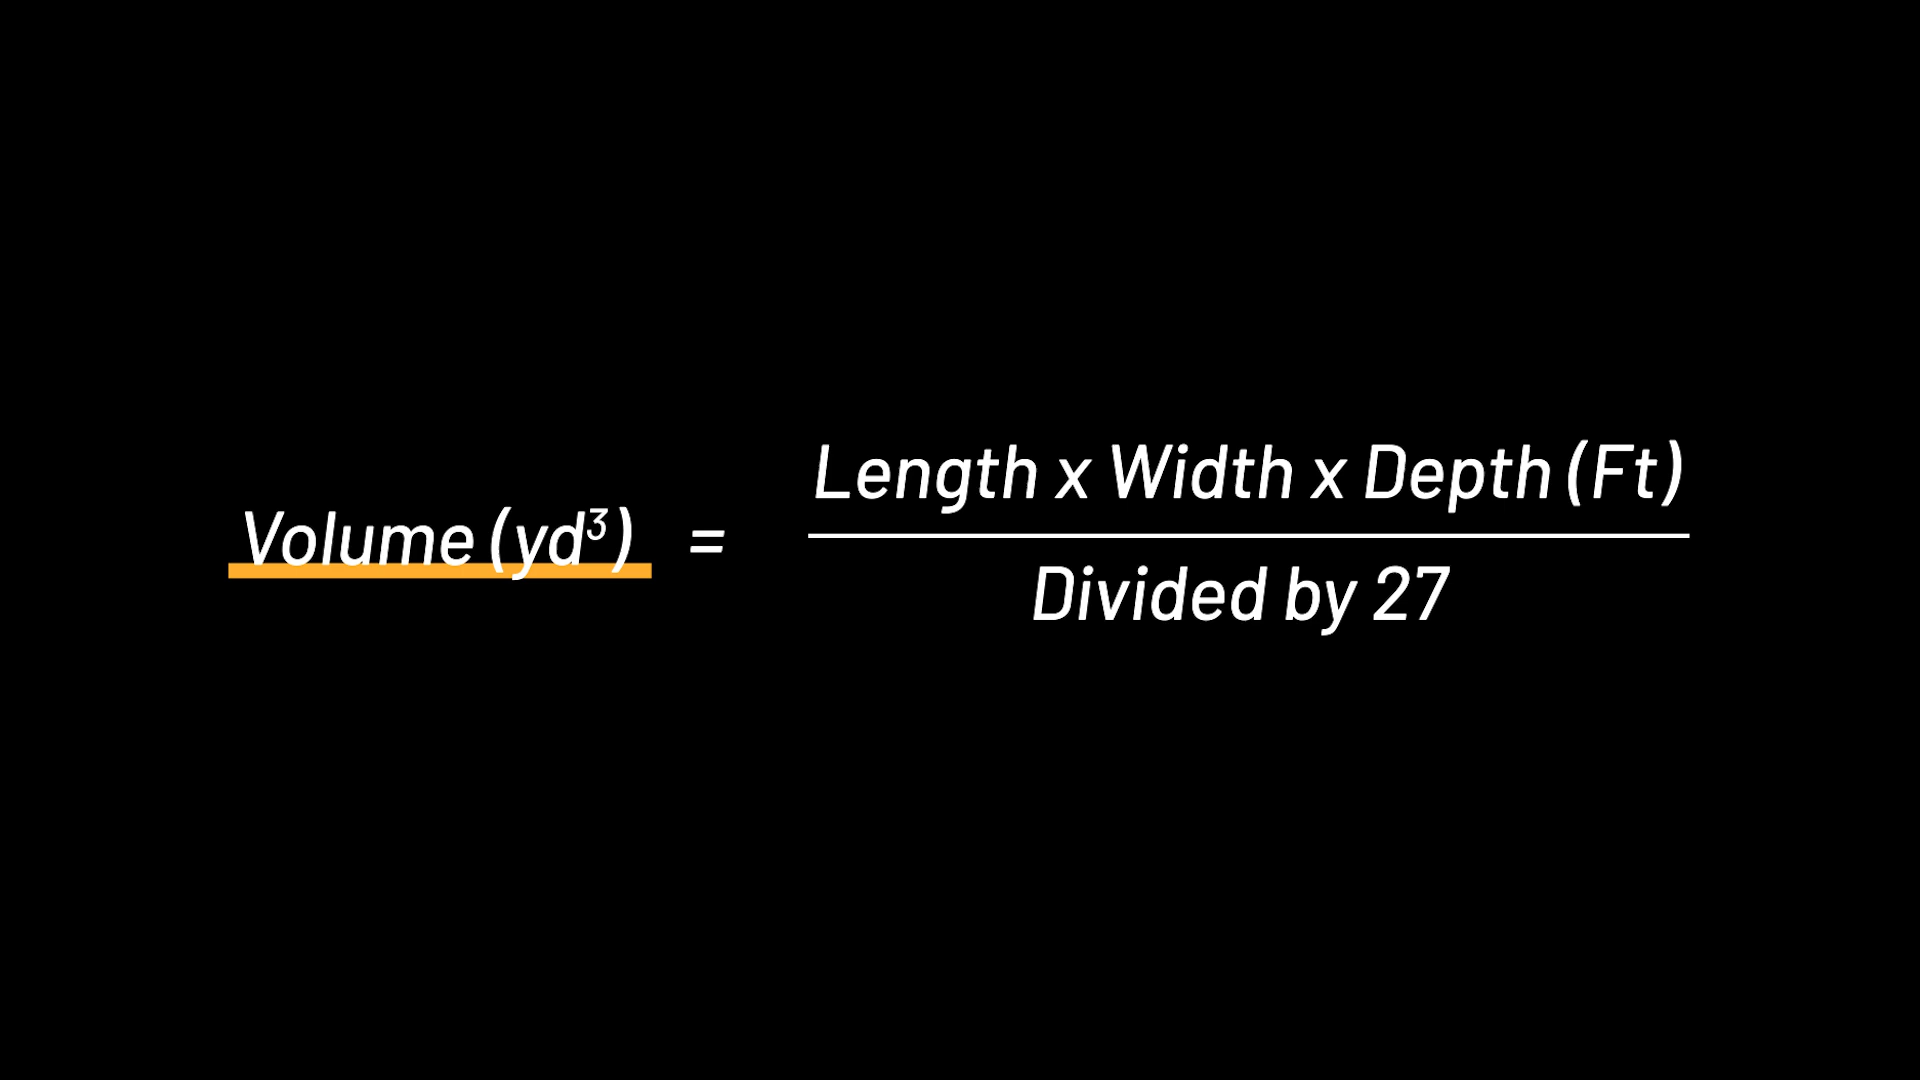 Volume (yd³) =
Length x Width x Depth (Ft)
Divided by 27